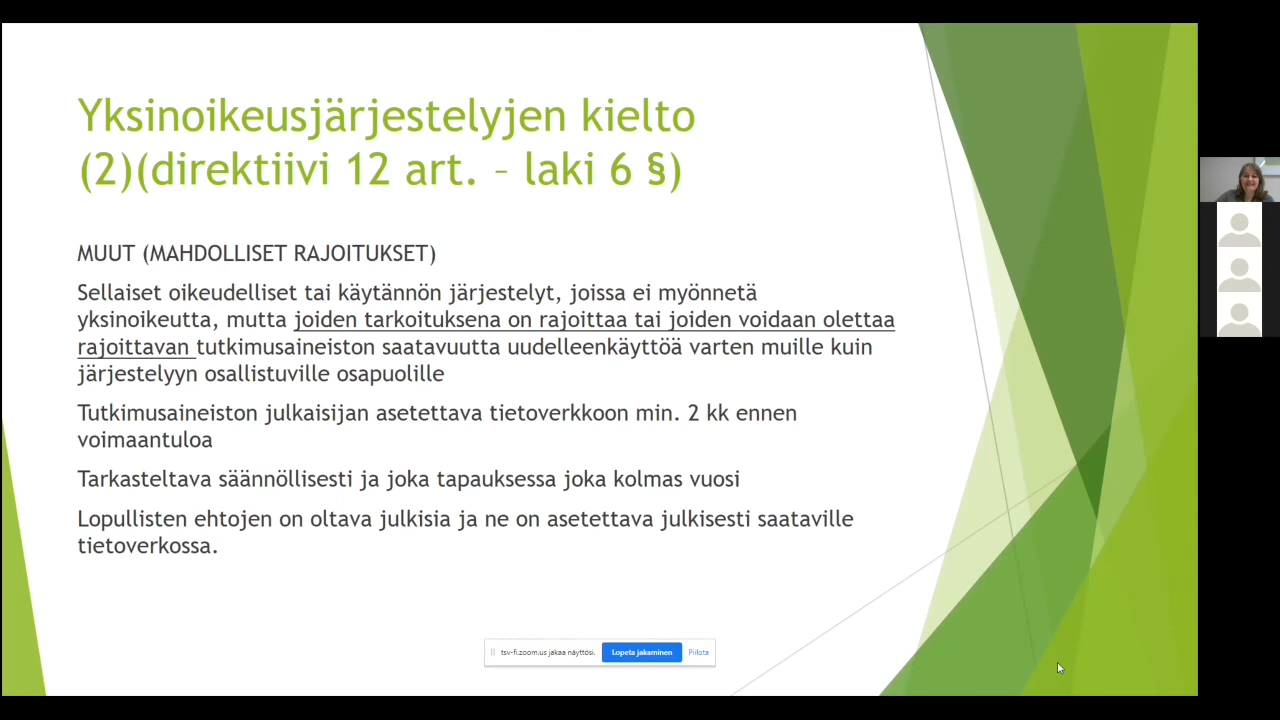 Yksinoikeusjärjestelyjen kielto
(2)(direktiivi 12 art. – laki 6 §)
MUUT (MAHDOLLISET RAJOITUKSET)
Sellaiset oikeudelliset tai käytännön järjestelyt, joissa ei myönnetä
yksinoikeutta, mutta joiden tarkoituksena on rajoittaa tai joiden voidaan olettaa
rajoittavan tutkimusaineiston saatavuutta uudelleenkäyttöä varten muille kuin
järjestelyyn osallistuville osapuolille
Tutkimusaineiston julkaisijan asetettava tietoverkkoon min. 2 kk ennen
voimaantuloa
Tarkasteltava säännöllisesti ja joka tapauksessa joka kolmas vuosi
Lopullisten ehtojen on oltava julkisia ja ne on asetettava julkisesti saataville
tietoverkossa.
tsv-fi.zoom.us jakaa näyttösi. Lopeta jakaminen Piilota